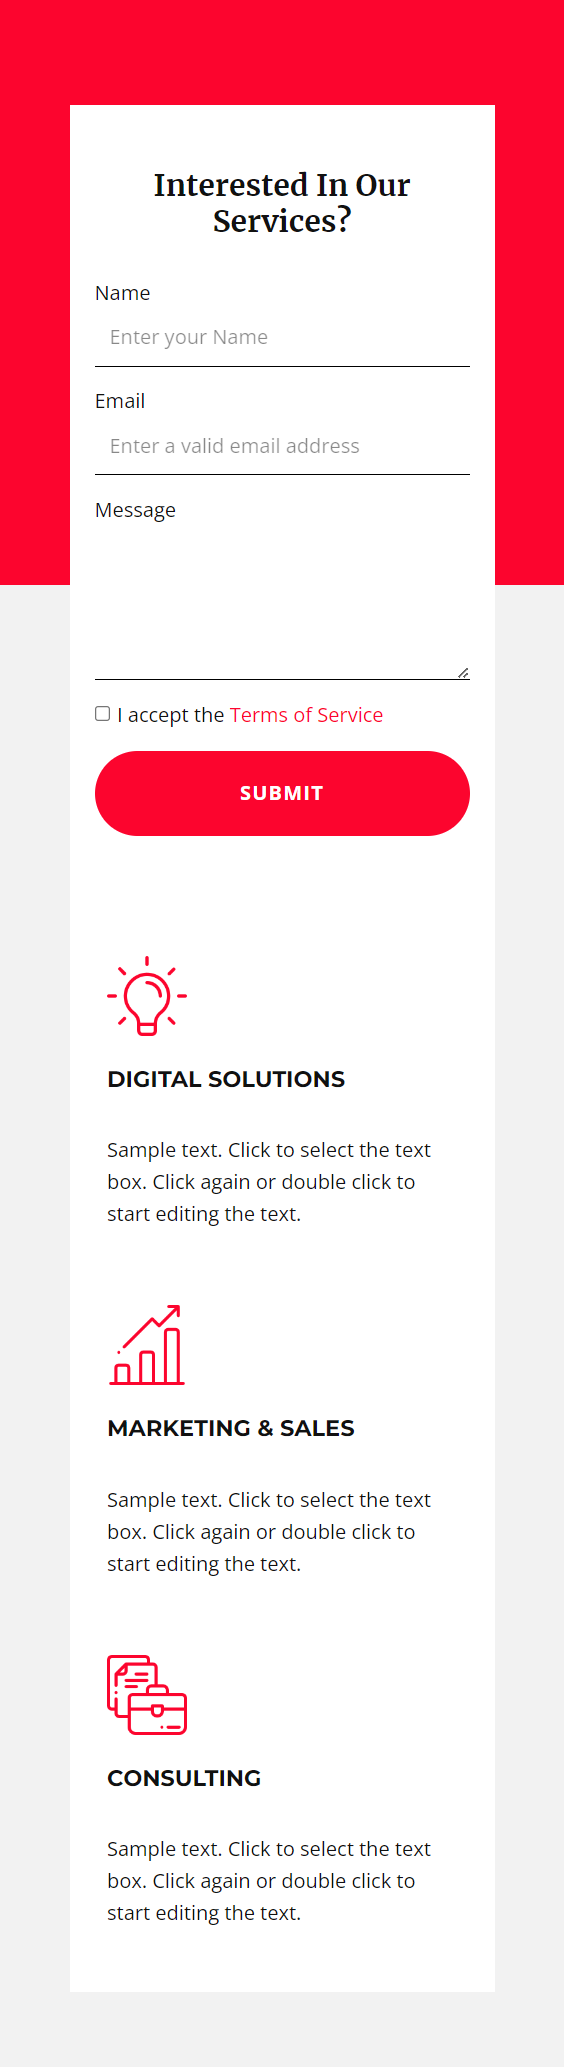 Interested In Our
Services?
Name
Enter your Name
Email
Enter a valid email address
Message
I accept the Terms of Service
SUBMIT
DIGITAL SOLUTIONS
Sample text. Click to select the text
box. Click again or double click to
start editing the text.
MARKETING & SALES
Sample text. Click to select the text
box. Click again or double click to
start editing the text.
CONSULTING
Sample text. Click to select the text
box. Click again or double click to
start editing the text.